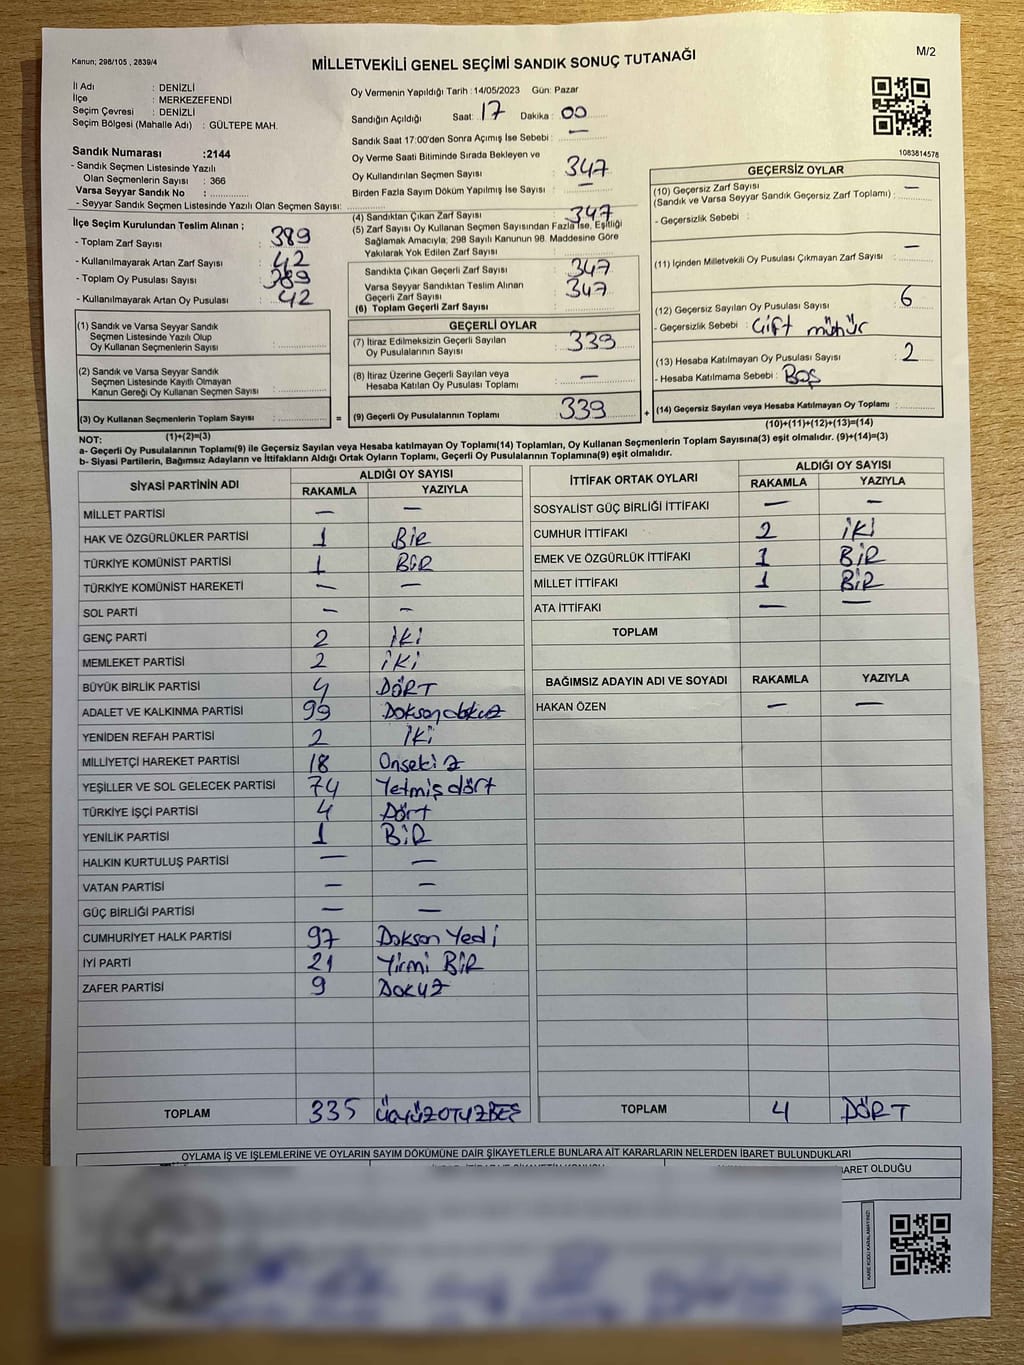 Kanun; 298/105 , 2839/4
MİLLETVEKİLİ GENEL SEÇİMİ SANDIK SONUÇ TUTANAĞI
M/2
İl Adı : DENİZLİ
İlçe : MERKEZEFENDİ
Seçim Çevresi : DENİZLİ
Seçim Bölgesi (Mahalle Adı) : GÜLTEPE MAH.
Sandık Numarası :2144
- Sandık Seçmen Listesinde Yazılı
Olan Seçmenlerin Sayısı : 366
Varsa Seyyar Sandık No :
- Seyyar Sandık Seçmen Listesinde Yazılı Olan Seçmen Sayısı:
Oy Vermenin Yapıldığı Tarih :14/05/2023 Gün: Pazar
Sandığın Açıldığı Saat: 17 Dakika : 00
Sandık Saat 17:00'den Sonra Açımış İse Sebebi : —
Oy Verme Saati Bitiminde Sırada Bekleyen ve
Oy Kullandırılan Seçmen Sayısı : 347
Birden Fazla Sayım Döküm Yapılmış İse Sayısı : —
1083814578
İlçe Seçim Kurulundan Teslim Alınan ;
- Toplam Zarf Sayısı : 389
- Kullanılmayarak Artan Zarf Sayısı : 42
- Toplam Oy Pusulası Sayısı : 389
- Kullanılmayarak Artan Oy Pusulası : 42
(4) Sandıktan Çıkan Zarf Sayısı : 347
(5) Zarf Sayısı Oy Kullanan Seçmen Sayısından Fazla İse, Eşitliği
Sağlamak Amacıyla; 298 Sayılı Kanunun 98. Maddesine Göre
Yakılarak Yok Edilen Zarf Sayısı :
Sandıkta Çıkan Geçerli Zarf Sayısı : 347
Varsa Seyyar Sandıktan Teslim Alınan
Geçerli Zarf Sayısı : 347
(6) Toplam Geçerli Zarf Sayısı :
GEÇERSİZ OYLAR
(10) Geçersiz Zarf Sayısı
(Sandık ve Varsa Seyyar Sandık Geçersiz Zarf Toplamı) : —
- Geçersizlik Sebebi :
(11) İçinden Milletvekili Oy Pusulası Çıkmayan Zarf Sayısı : —
(12) Geçersiz Sayılan Oy Pusulası Sayısı : 6
- Geçersizlik Sebebi : Çift mühür
(13) Hesaba Katılmayan Oy Pusulası Sayısı : 2
- Hesaba Katılmama Sebebi : Boş
(14) Geçersiz Sayılan veya Hesaba Katılmayan Oy Toplamı :
(10)+(11)+(12)+(13)=(14)
(1) Sandık ve Varsa Seyyar Sandık
Seçmen Listesinde Yazılı Olup
Oy Kullanan Seçmenlerin Sayısı :
(2) Sandık ve Varsa Seyyar Sandık
Seçmen Listesinde Kayıtlı Olmayan
Kanun Gereği Oy Kullanan Seçmen Sayısı :
(3) Oy Kullanan Seçmenlerin Toplam Sayısı :
(1)+(2)=(3)
GEÇERLİ OYLAR
(7) İtiraz Edilmeksizin Geçerli Sayılan
Oy Pusulalarının Sayısı : 339
(8) İtiraz Üzerine Geçerli Sayılan veya
Hesaba Katılan Oy Pusulası Toplamı : —
= (9) Geçerli Oy Pusulalarının Toplamı : 339 +
NOT:
a- Geçerli Oy Pusulalarının Toplamı(9) ile Geçersiz Sayılan veya Hesaba katılmayan Oy Toplamı(14) Toplamları, Oy Kullanan Seçmenlerin Toplam Sayısına(3) eşit olmalıdır. (9)+(14)=(3)
b- Siyasi Partilerin, Bağımsız Adayların ve İttifakların Aldığı Ortak Oyların Toplamı, Geçerli Oy Pusulalarının Toplamına(9) eşit olmalıdır.
SİYASİ PARTİNİN ADI ALDIĞI OY SAYISI
RAKAMLA YAZIYLA
MİLLET PARTİSİ — —
HAK VE ÖZGÜRLÜKLER PARTİSİ 1 BİR
TÜRKİYE KOMÜNİST PARTİSİ 1 BİR
TÜRKİYE KOMÜNİST HAREKETİ — —
SOL PARTİ — —
GENÇ PARTİ 2 İKİ
MEMLEKET PARTİSİ 2 İKİ
BÜYÜK BİRLİK PARTİSİ 4 DÖRT
ADALET VE KALKINMA PARTİSİ 99 Doksandokuz
YENİDEN REFAH PARTİSİ 2 İKİ
MİLLİYETÇİ HAREKET PARTİSİ 18 Onsekiz
YEŞİLLER VE SOL GELECEK PARTİSİ 74 Yetmişdört
TÜRKİYE İŞÇİ PARTİSİ 4 Dört
YENİLİK PARTİSİ 1 BİR
HALKIN KURTULUŞ PARTİSİ — —
VATAN PARTİSİ — —
GÜÇ BİRLİĞİ PARTİSİ — —
CUMHURİYET HALK PARTİSİ 97 Doksan Yedi
İYİ PARTİ 21 Yirmi BİR
ZAFER PARTİSİ 9 Dokuz
TOPLAM 335 ÜÇYÜZOTUZBEŞ
İTTİFAK ORTAK OYLARI ALDIĞI OY SAYISI
RAKAMLA YAZIYLA
SOSYALİST GÜÇ BİRLİĞİ İTTİFAKI — —
CUMHUR İTTİFAKI 2 İKİ
EMEK VE ÖZGÜRLÜK İTTİFAKI 1 BİR
MİLLET İTTİFAKI 1 BİR
ATA İTTİFAKI — —
TOPLAM
BAĞIMSIZ ADAYIN ADI VE SOYADI RAKAMLA YAZIYLA
HAKAN ÖZEN — —
TOPLAM 4 DÖRT
OYLAMA İŞ VE İŞLEMLERİNE VE OYLARIN SAYIM DÖKÜMÜNE DAİR ŞİKAYETLERLE BUNLARA AİT KARARLARIN NELERDEN İBARET BULUNDUKLARI
BARET OLDUĞU
KARE KODU KARALAMAYINIZ!